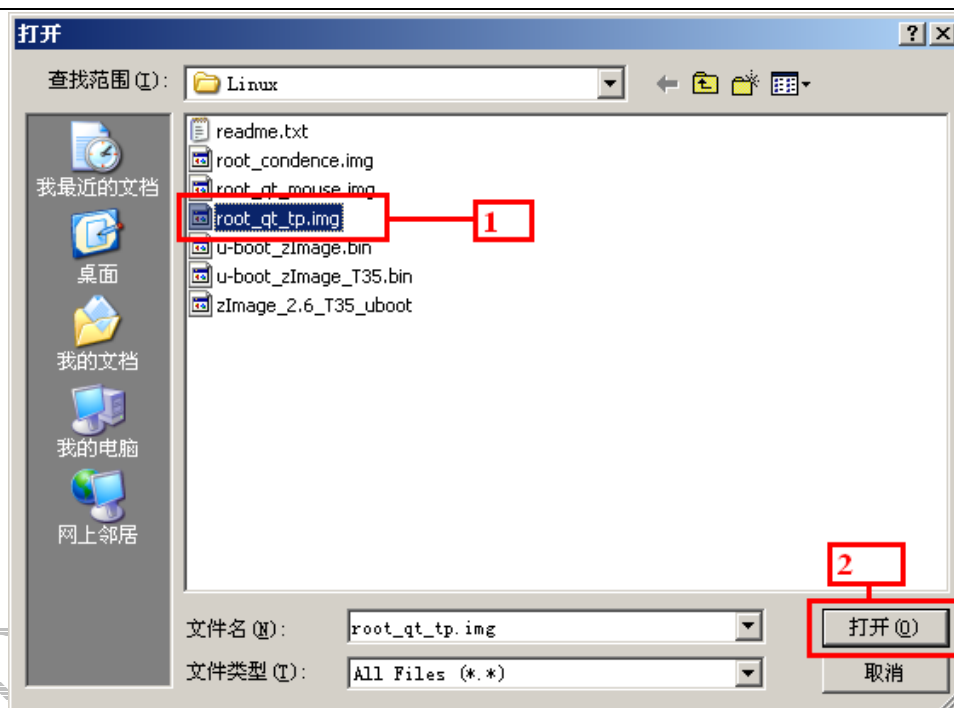 打开
查找范围(I):
Linux
我最近的文档
桌面
我的文档
我的电脑
网上邻居
readme.txt
root_condence.img
root_qt_mouse.img
root_qt_tp.img
1
u-boot_zImage.bin
u-boot_zImage_T35.bin
zImage_2.6_T35_uboot
2
文件名(N):
root_qt_tp.img
打开(O)
文件类型(T):
All Files (*.*)
取消